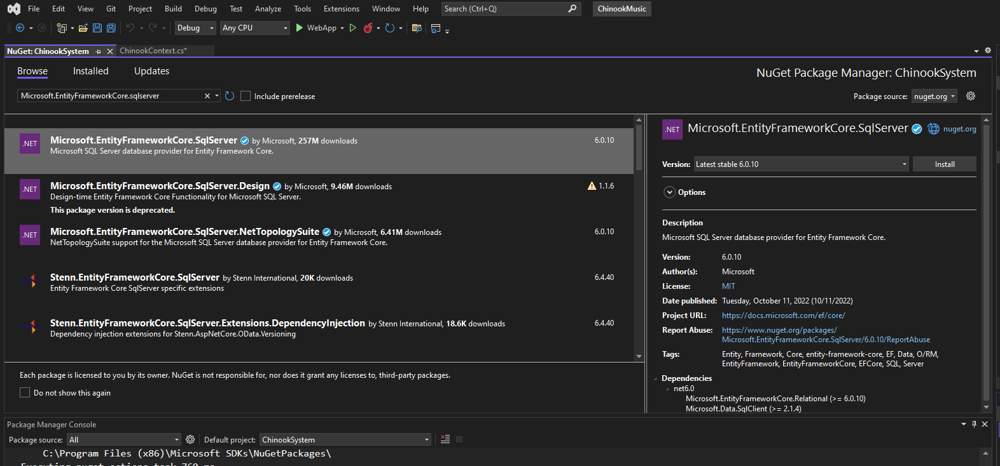 File Edit View Git Project Build Debug Test Analyze Tools Extensions Window Help Search (Ctrl+Q) ChinookMusic
Debug Any CPU WebApp
NuGet: ChinookSystem ChinookContext.cs*
Browse Installed Updates NuGet Package Manager: ChinookSystem
Microsoft.EntityFrameworkCore.sqlserver Include prerelease Package source: nuget.org
.NET Microsoft.EntityFrameworkCore.SqlServer by Microsoft, 257M downloads 6.0.10
Microsoft SQL Server database provider for Entity Framework Core.
.NET Microsoft.EntityFrameworkCore.SqlServer.Design by Microsoft, 9.46M downloads 1.1.6
Design-time Entity Framework Core Functionality for Microsoft SQL Server.
This package version is deprecated.
.NET Microsoft.EntityFrameworkCore.SqlServer.NetTopologySuite by Microsoft, 6.41M downloads 6.0.10
NetTopologySuite support for the Microsoft SQL Server database provider for Entity Framework Core.
Stenn.EntityFrameworkCore.SqlServer by Stenn International, 20K downloads 6.4.40
Entity Framework Core SqlServer specific extensions
Stenn.EntityFrameworkCore.SqlServer.Extensions.DependencyInjection by Stenn International, 18.6K downloads 6.4.40
Dependency injection extensions for Stenn.AspNetCore.OData.Versioning
Each package is licensed to you by its owner. NuGet is not responsible for, nor does it grant any licenses to, third-party packages.
Do not show this again
.NET Microsoft.EntityFrameworkCore.SqlServer nuget.org
Version: Latest stable 6.0.10 Install
Options
Description
Microsoft SQL Server database provider for Entity Framework Core.
Version: 6.0.10
Author(s): Microsoft
License: MIT
Date published: Tuesday, October 11, 2022 (10/11/2022)
Project URL: https://docs.microsoft.com/ef/core/
Report Abuse: https://www.nuget.org/packages/
Microsoft.EntityFrameworkCore.SqlServer/6.0.10/ReportAbuse
Tags: Entity, Framework, Core, entity-framework-core, EF, Data, O/RM,
EntityFramework, EntityFrameworkCore, EFCore, SQL, Server
Dependencies
net6.0
Microsoft.EntityFrameworkCore.Relational (>= 6.0.10)
Microsoft.Data.SqlClient (>= 2.1.4)
Package Manager Console
Package source: All Default project: ChinookSystem
C:\Program Files (x86)\Microsoft SDKs\NuGetPackages\
Executing nuget actions took 760 ms